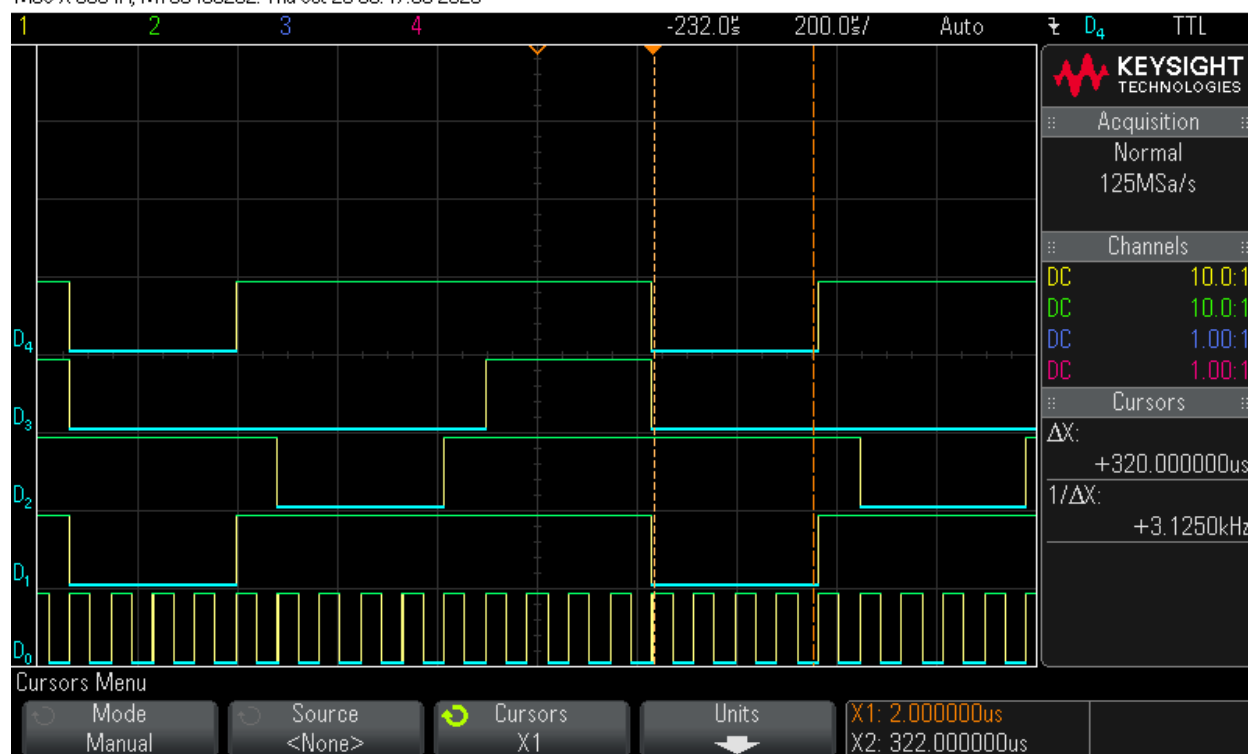 1 2 3 4 -232.0µs 200.0µs/ Auto D4 TTL
KEYSIGHT
TECHNOLOGIES
Acquisition
Normal
125MSa/s
Channels
DC 10.0:1
DC 10.0:1
DC 1.00:1
DC 1.00:1
Cursors
ΔX:
+320.000000us
1/ΔX:
+3.1250kHz
D4
D3
D2
D1
D0
Cursors Menu
Mode
Manual
Source
<None>
Cursors
X1
Units
X1: 2.000000us
X2: 322.000000us